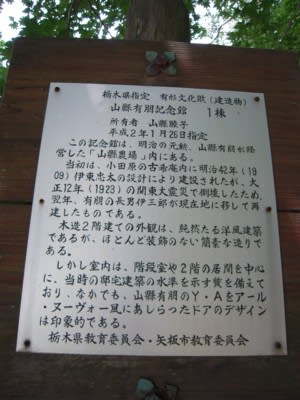 栃木県指定 有形文化財(建造物)
山縣有朋記念館 1棟
所有者 山縣睦子
平成2年1月26日指定
この記念館は、明治の元勲、山縣有朋が経
営した「山縣農場」内にある。
当初は、小田原の古希庵内に明治42年(19
09)伊東忠太の設計により建設されたが、大
正12年(1923)の関東大震災で倒壊したため、
翌年、有朋の長男伊三郎が現在地に移して再
建したものである。
木造2階建ての外観は、純然たる洋風建築
であるが、ほとんど装飾のない簡素な造りで
ある。
しかし室内は、階段室や2階の居間を中心
に、当時の邸宅建築の水準を示す質を備えて
おり、なかでも、山縣有朋のY・Aをアール
・ヌーヴォー風にあしらったドアのデザイン
は印象的である。
栃木県教育委員会・矢板市教育委員会